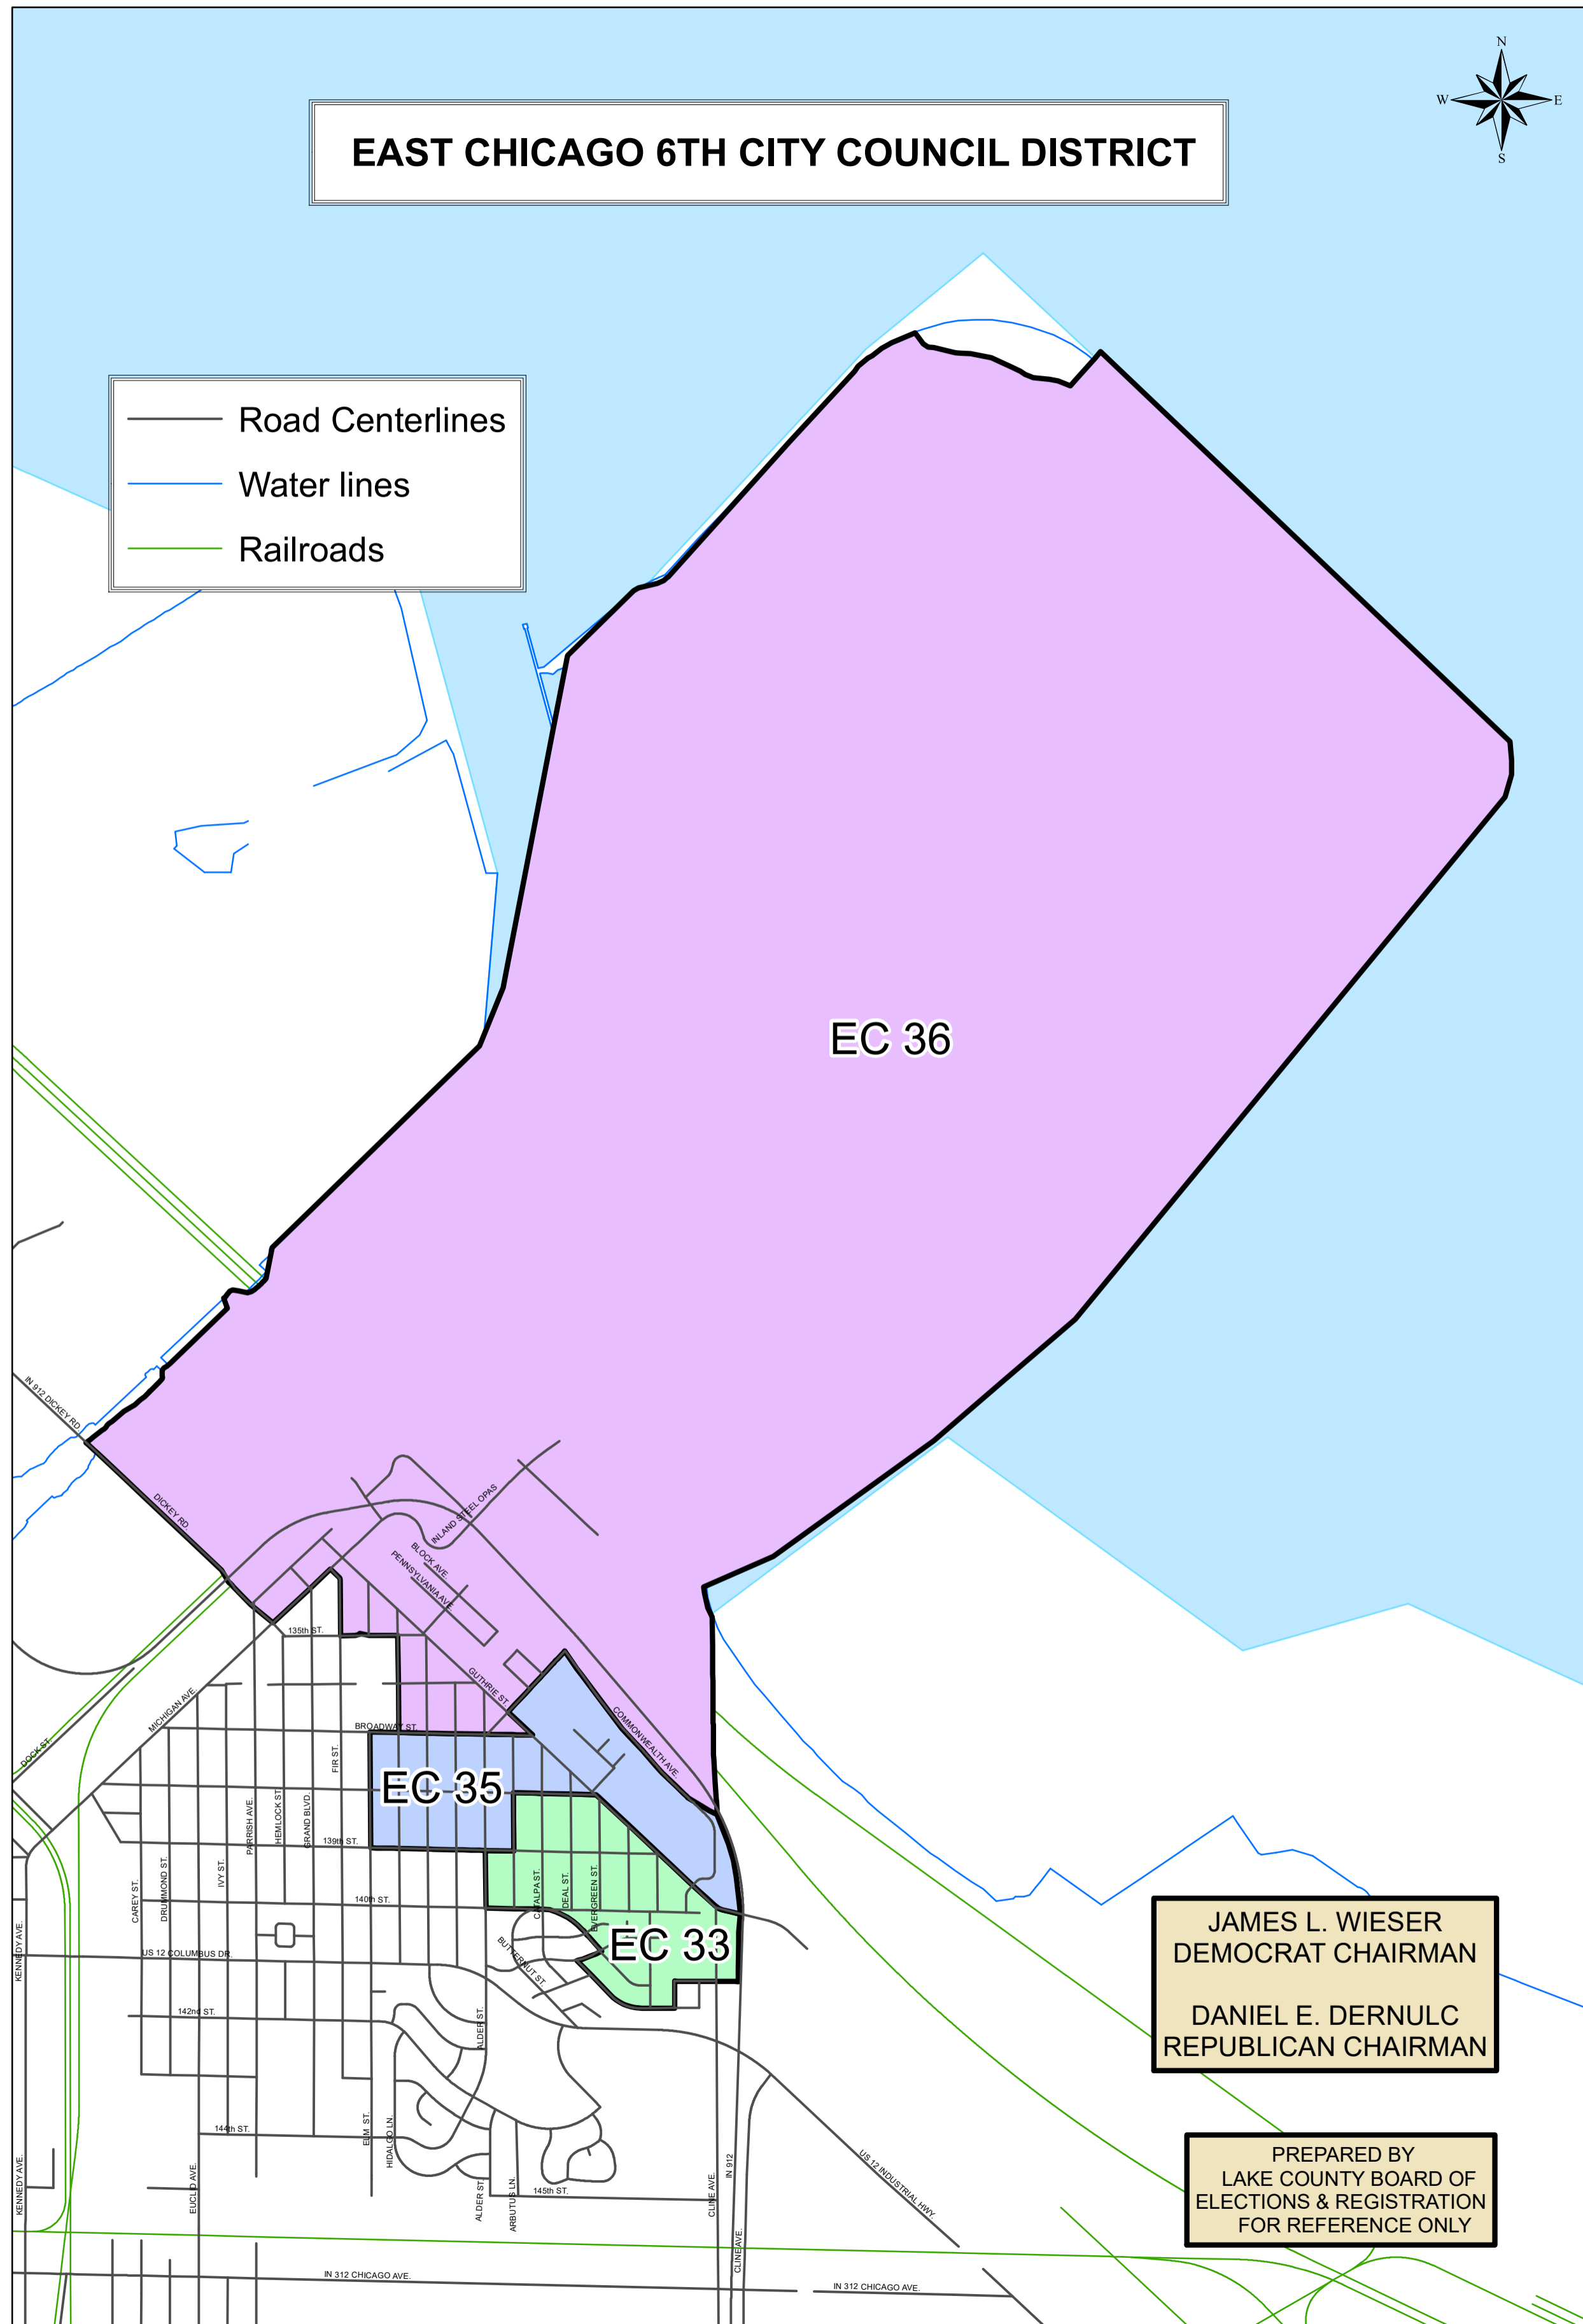 N
W E
S
EAST CHICAGO 6TH CITY COUNCIL DISTRICT
Road Centerlines
Water lines
Railroads
EC 36
IN 912 DICKEY RD.
DICKEY RD.
INLAND STEEL OPAS
BLOCK AVE.
PENNSYLVANIA AVE.
135th ST.
GUTHRIE ST.
MICHIGAN AVE.
BROADWAY ST.
COMMONWEALTH AVE.
DOCK ST.
FIR ST.
EC 35
PARRISH AVE.
HEMLOCK ST.
GRAND BLVD.
139th ST.
IVY ST.
DRUMMOND ST.
CAREY ST.
140th ST.
CATALPA ST.
DEAL ST.
EVERGREEN ST.
EC 33
KENNEDY AVE.
US 12 COLUMBUS DR.
BUTTERNUT ST.
142nd ST.
ALDER ST.
144th ST.
ELM ST.
HIDALGO LN.
KENNEDY AVE.
EUCLID AVE.
ALDER ST.
ARBUTUS LN.
145th ST.
CLINE AVE.
IN 912
CLINE AVE.
US 12 INDUSTRIAL HWY.
IN 312 CHICAGO AVE.
IN 312 CHICAGO AVE.
JAMES L. WIESER
DEMOCRAT CHAIRMAN
DANIEL E. DERNULC
REPUBLICAN CHAIRMAN
PREPARED BY
LAKE COUNTY BOARD OF
ELECTIONS & REGISTRATION
FOR REFERENCE ONLY